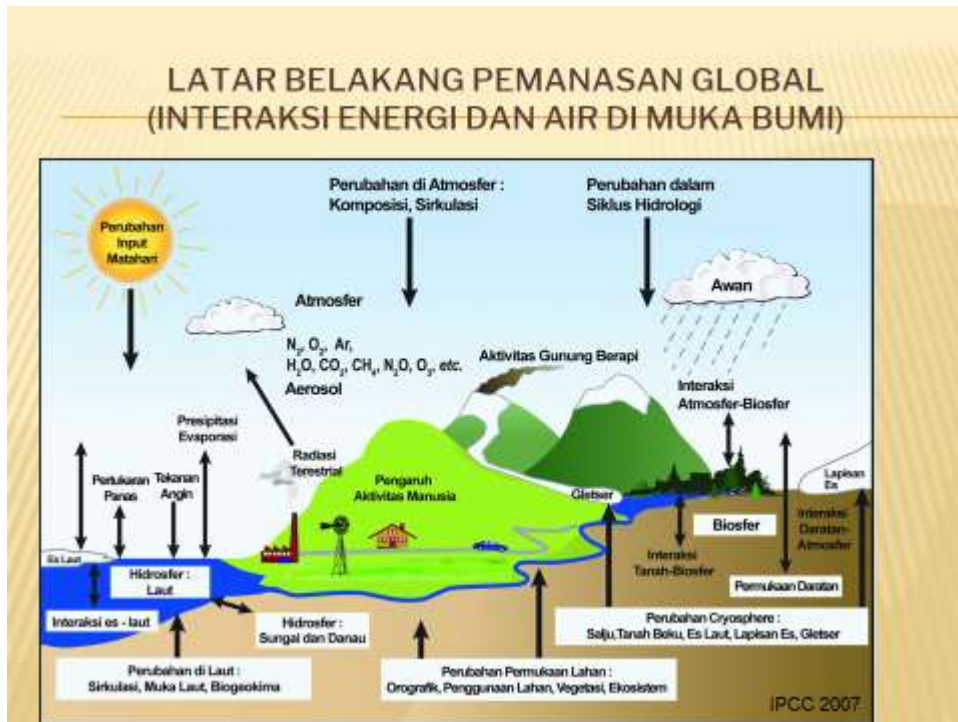 LATAR BELAKANG PEMANASAN GLOBAL
(INTERAKSI ENERGI DAN AIR DI MUKA BUMI)
Perubahan di Atmosfer :
Komposisi, Sirkulasi
Perubahan dalam
Siklus Hidrologi
Perubahan
Input
Matahari
Awan
Atmosfer
N₂, O₂, Ar,
H₂O, CO₂, CH₄, N₂O, O₃, etc.
Aerosol
Aktivitas Gunung Berapi
Interaksi
Atmosfer-Biosfer
Presipitasi
Evaporasi
Radiasi
Terestrial
Pertukaran
Panas
Tekanan
Angin
Pengaruh
Aktivitas Manusia
Gletser
Lapisan
Es
Biosfer
Interaksi
Daratan-
Atmosfer
Interaksi
Tanah-Biosfer
Permukaan Daratan
Es Laut
Hidrosfer :
Laut
Interaksi es - laut
Hidrosfer :
Sungai dan Danau
Perubahan Cryosphere :
Salju,Tanah Beku, Es Laut, Lapisan Es, Gletser
Perubahan di Laut :
Sirkulasi, Muka Laut, Biogeokima
Perubahan Permukaan Lahan :
Orografik, Penggunaan Lahan, Vegetasi, Ekosistem
IPCC 2007